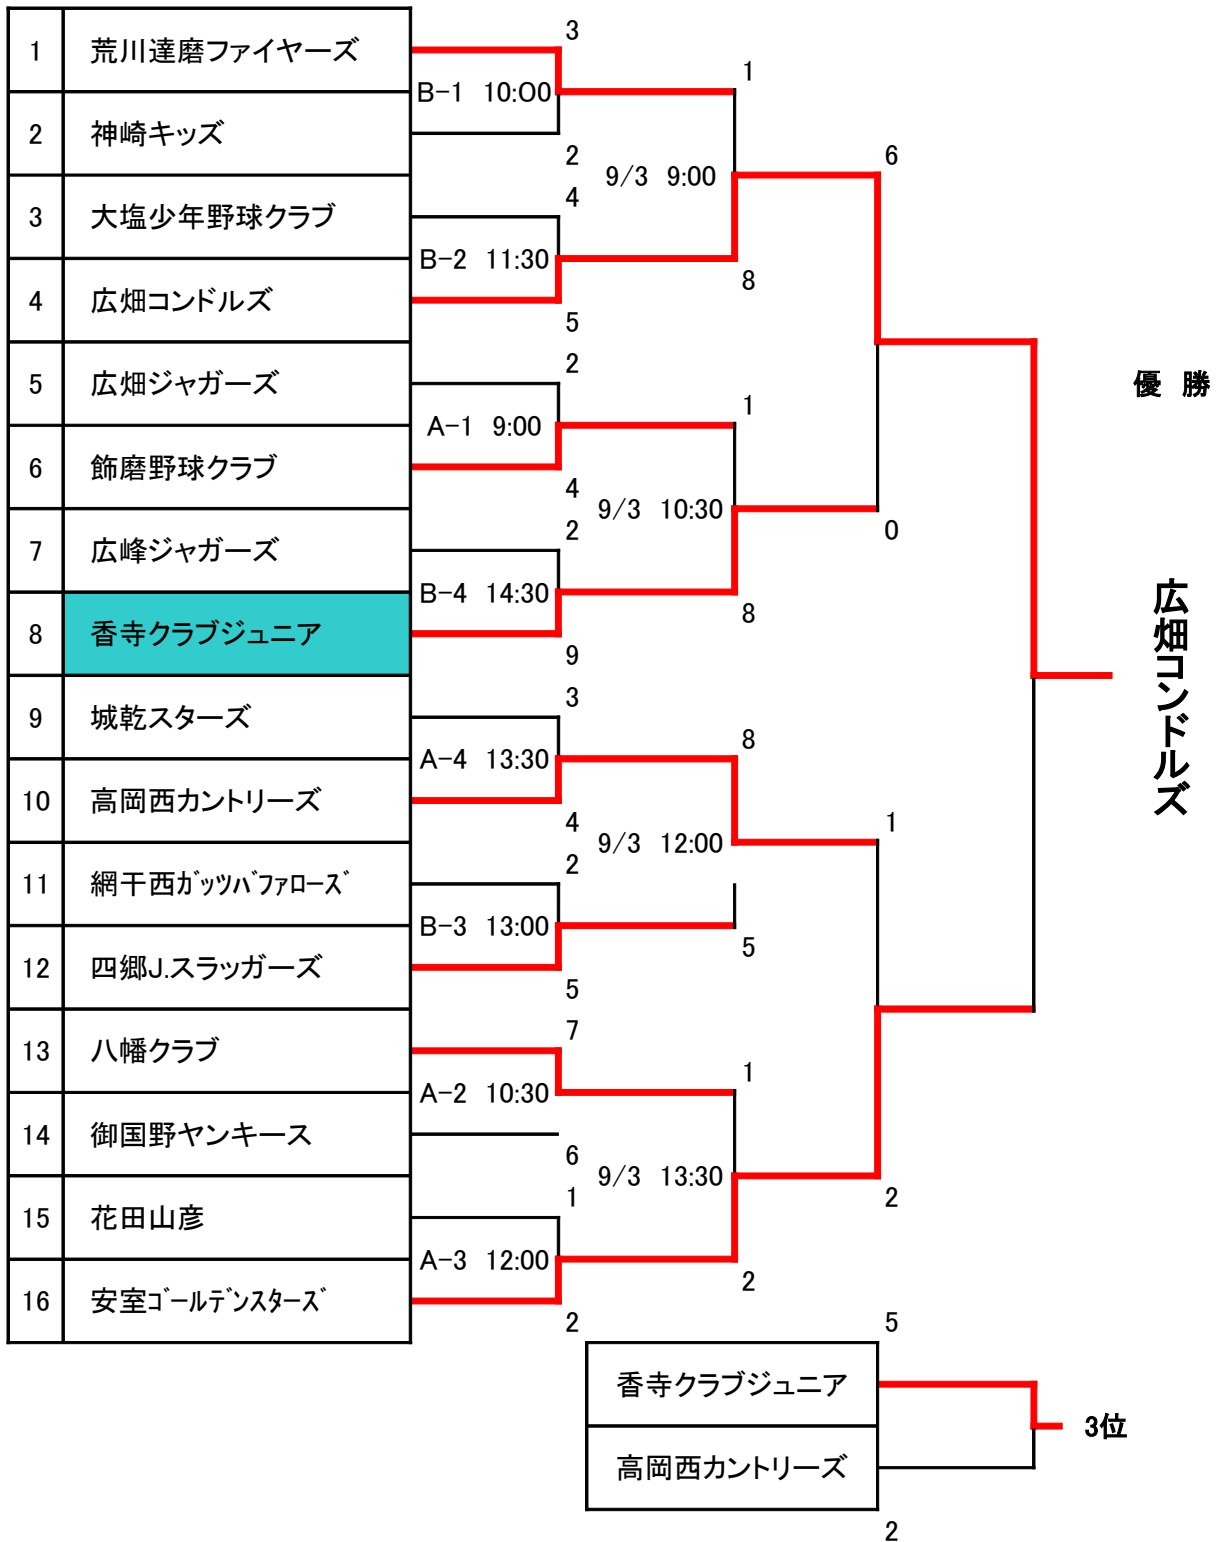 1 荒川達磨ファイヤーズ
3
B-1 10:00
1
2 神崎キッズ
2
9/3 9:00
6
3 大塩少年野球クラブ
4
B-2 11:30
8
4 広畑コンドルズ
5
5 広畑ジャガーズ
2
A-1 9:00
1
優 勝
6 飾磨野球クラブ
4
9/3 10:30
0
7 広峰ジャガーズ
2
B-4 14:30
8
8 香寺クラブジュニア
9
広畑コンドルズ
9 城乾スターズ
3
A-4 13:30
8
10 高岡西カントリーズ
4
9/3 12:00
1
11 網干西ガッツバファローズ
2
B-3 13:00
5
12 四郷J.スラッガーズ
5
13 八幡クラブ
7
A-2 10:30
1
14 御国野ヤンキース
6
9/3 13:30
2
15 花田山彦
1
A-3 12:00
2
16 安室ゴールデンスターズ
2
5
香寺クラブジュニア
3位
高岡西カントリーズ
2